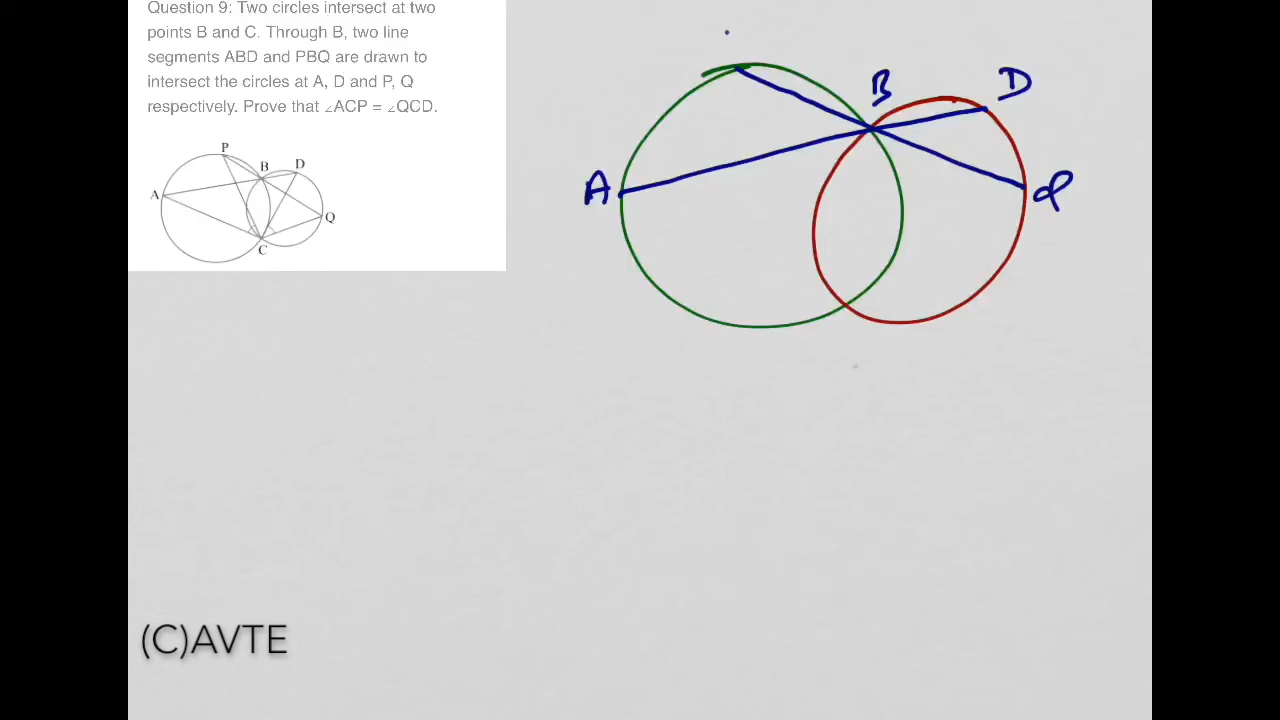 Question 9: Two circles intersect at two
points B and C. Through B, two line
segments ABD and PBQ are drawn to
intersect the circles at A, D and P, Q
respectively. Prove that ∠ACP = ∠QCD.
P
B
D
A
Q
C
B
D
A
Q
(C)AVTE